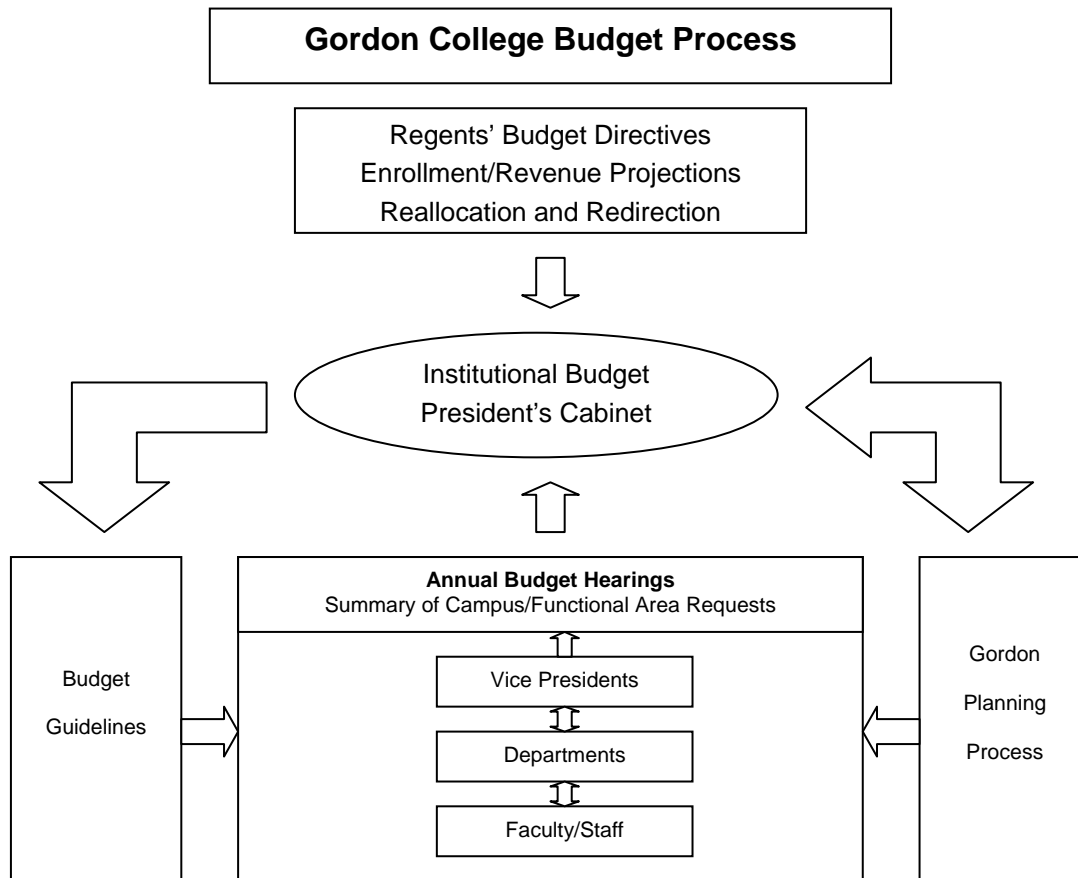 Gordon College Budget Process
Regents’ Budget Directives
Enrollment/Revenue Projections
Reallocation and Redirection
Institutional Budget
President’s Cabinet
Annual Budget Hearings
Summary of Campus/Functional Area Requests
Budget
Guidelines
Vice Presidents
Departments
Faculty/Staff
Gordon
Planning
Process